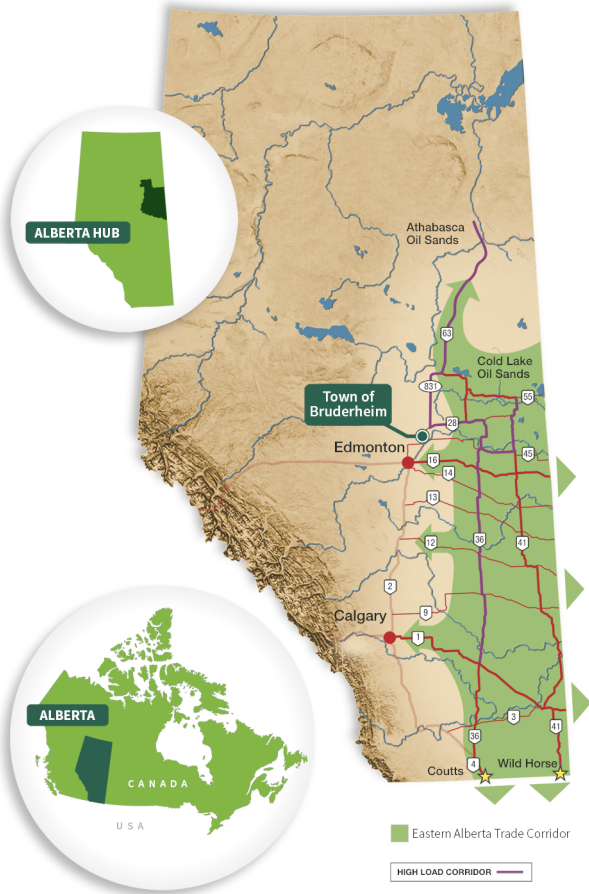 Athabasca
Oil Sands
ALBERTA HUB
63
Cold Lake
Oil Sands
831
55
Town of
Bruderheim
28
Edmonton
45
16
14
13
12
36
41
2
Calgary
9
1
ALBERTA
3
36
41
CANADA
Coutts
4
Wild Horse
USA
Eastern Alberta Trade Corridor
HIGH LOAD CORRIDOR